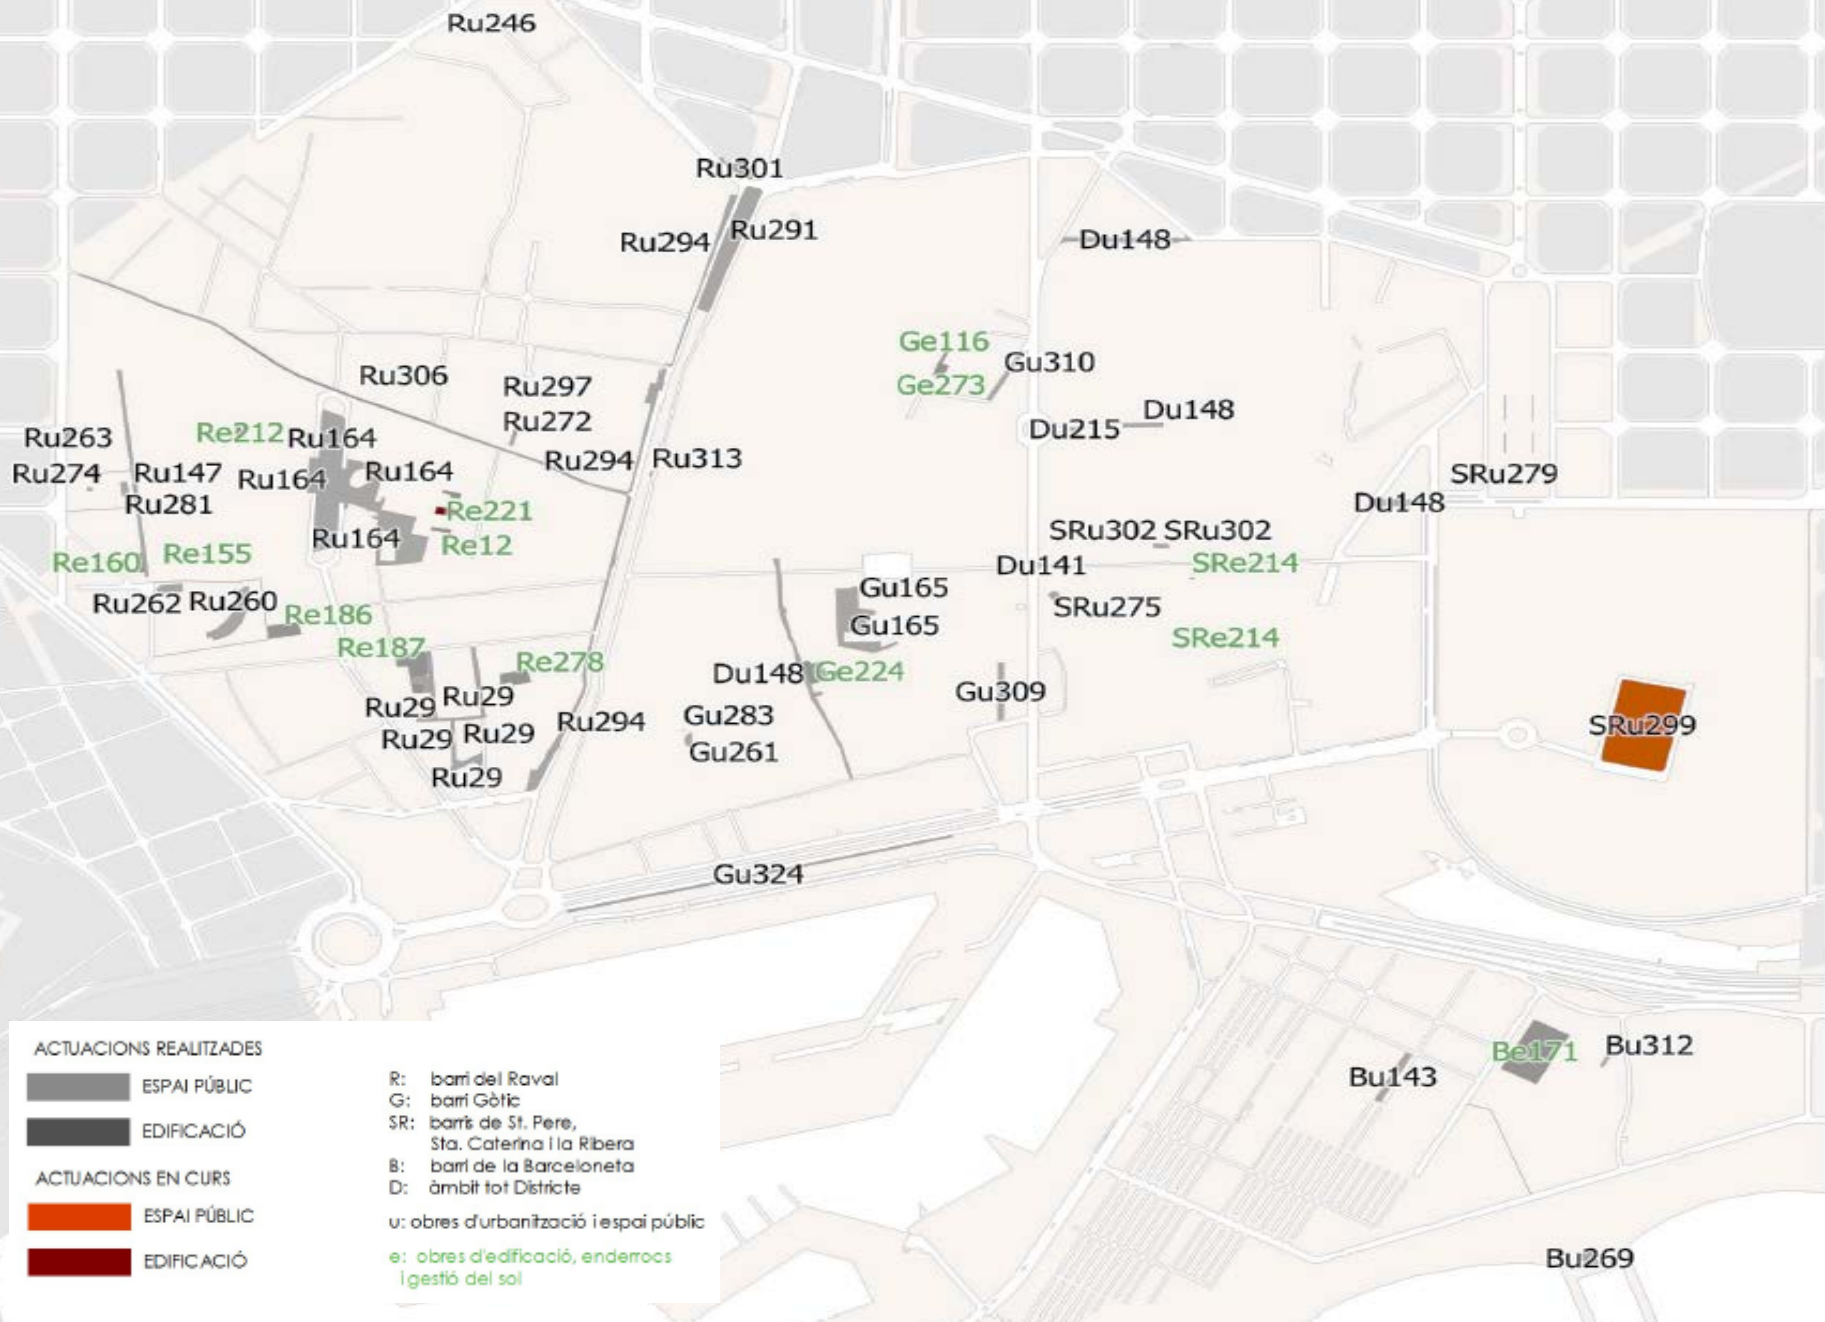 Ru246
Ru301
Ru294
Ru291
Du148
Ge116
Gu310
Ge273
Ru306
Ru297
Ru272
Du148
Du215
Ru263
Re212
Ru164
Ru274
Ru147
Ru164
Ru164
Ru294
Ru313
SRu279
Ru281
Re221
Du148
Ru164
Re12
SRu302
SRu302
Re160
Re155
Du141
SRe214
Ru262
Ru260
Re186
Gu165
SRu275
Gu165
Re187
Re278
SRe214
Du148
Ge224
Ru29
Ru29
Gu309
Ru29
Ru29
Ru294
Gu283
SRu299
Gu261
Ru29
Gu324
Be171
Bu312
Bu143
Bu269
ACTUACIONS REALITZADES
ESPAI PÚBLIC
EDIFICACIÓ
ACTUACIONS EN CURS
ESPAI PÚBLIC
EDIFICACIÓ
R: barri del Raval
G: barri Gòtic
SR: barris de St. Pere,
Sta. Caterina i la Ribera
B: barri de la Barceloneta
D: àmbit tot Districte
u: obres d'urbanització i espai públic
e: obres d'edificació, enderrocs
i gestió del sol